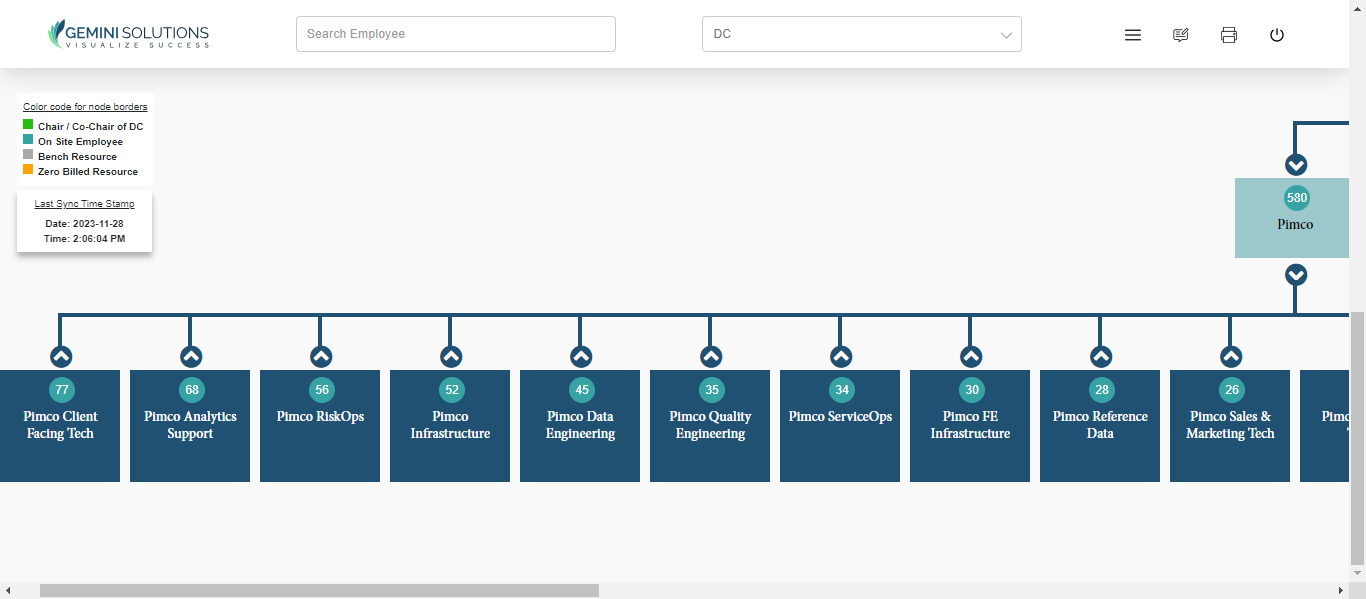 GEMINI SOLUTIONS
VISUALIZE SUCCESS
Search Employee
DC
Color code for node borders
Chair / Co-Chair of DC
On Site Employee
Bench Resource
Zero Billed Resource
Last Sync Time Stamp
Date: 2023-11-28
Time: 2:06:04 PM
580
Pimco
77
Pimco Client
Facing Tech
68
Pimco Analytics
Support
56
Pimco RiskOps
52
Pimco
Infrastructure
45
Pimco Data
Engineering
35
Pimco Quality
Engineering
34
Pimco ServiceOps
30
Pimco FE
Infrastructure
28
Pimco Reference
Data
26
Pimco Sales &
Marketing Tech